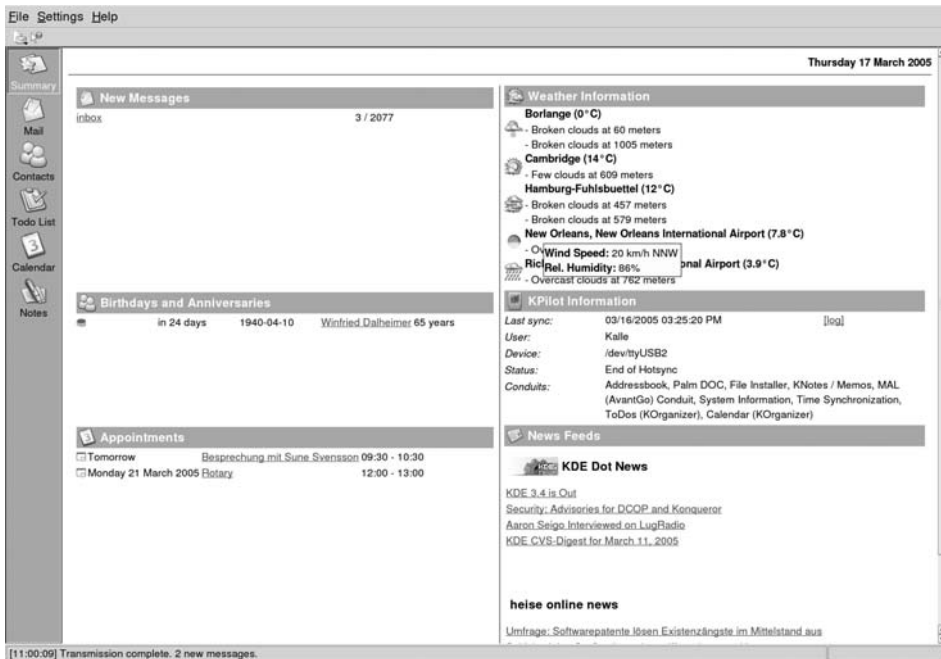 File Settings Help
Thursday 17 March 2005
Summary
Mail
Contacts
Todo List
3
Calendar
Notes
New Messages
inbox 3 / 2077
Birthdays and Anniversaries
in 24 days 1940-04-10 Winfried Dalheimer 65 years
Appointments
Tomorrow Besprechung mit Sune Svensson 09:30 - 10:30
Monday 21 March 2005 Rotary 12:00 - 13:00
Weather Information
Borlange (0°C)
- Broken clouds at 60 meters
- Broken clouds at 1005 meters
Cambridge (14°C)
- Few clouds at 609 meters
Hamburg-Fuhlsbuettel (12°C)
- Broken clouds at 457 meters
- Broken clouds at 579 meters
New Orleans, New Orleans International Airport (7.8°C)
Wind Speed: 20 km/h NNW
Rel. Humidity: 86%
Airport (3.9°C)
- Overcast clouds at 762 meters
KPilot Information
Last sync: 03/16/2005 03:25:20 PM [log]
User: Kalle
Device: /dev/ttyUSB2
Status: End of Hotsync
Conduits: Addressbook, Palm DOC, File Installer, KNotes / Memos, MAL
(AvantGo) Conduit, System Information, Time Synchronization,
ToDos (KOrganizer), Calendar (KOrganizer)
News Feeds
KDE Dot News
KDE 3.4 is Out
Security: Advisories for DCOP and Konqueror
Aaron Seigo Interviewed on LugRadio
KDE CVS-Digest for March 11, 2005
heise online news
Umfrage: Softwarepatente lösen Existenzängste im Mittelstand aus
[11:00:09] Transmission complete. 2 new messages.